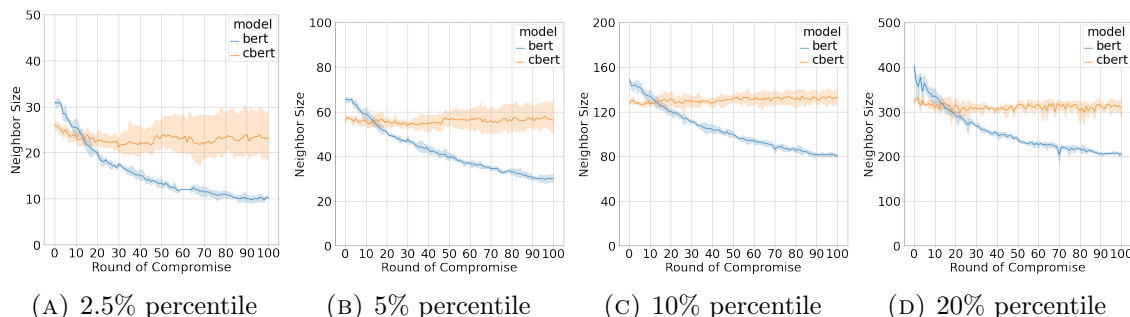 50
40
30
20
10
0
Neighbor Size
model
bert
cbert
0 10 20 30 40 50 60 70 80 90 100
Round of Compromise
(A) 2.5% percentile
100
80
60
40
20
0
Neighbor Size
model
bert
cbert
0 10 20 30 40 50 60 70 80 90 100
Round of Compromise
(B) 5% percentile
200
160
120
80
40
0
Neighbor Size
model
bert
cbert
0 10 20 30 40 50 60 70 80 90 100
Round of Compromise
(C) 10% percentile
500
400
300
200
100
0
Neighbor Size
model
bert
cbert
0 10 20 30 40 50 60 70 80 90 100
Round of Compromise
(D) 20% percentile